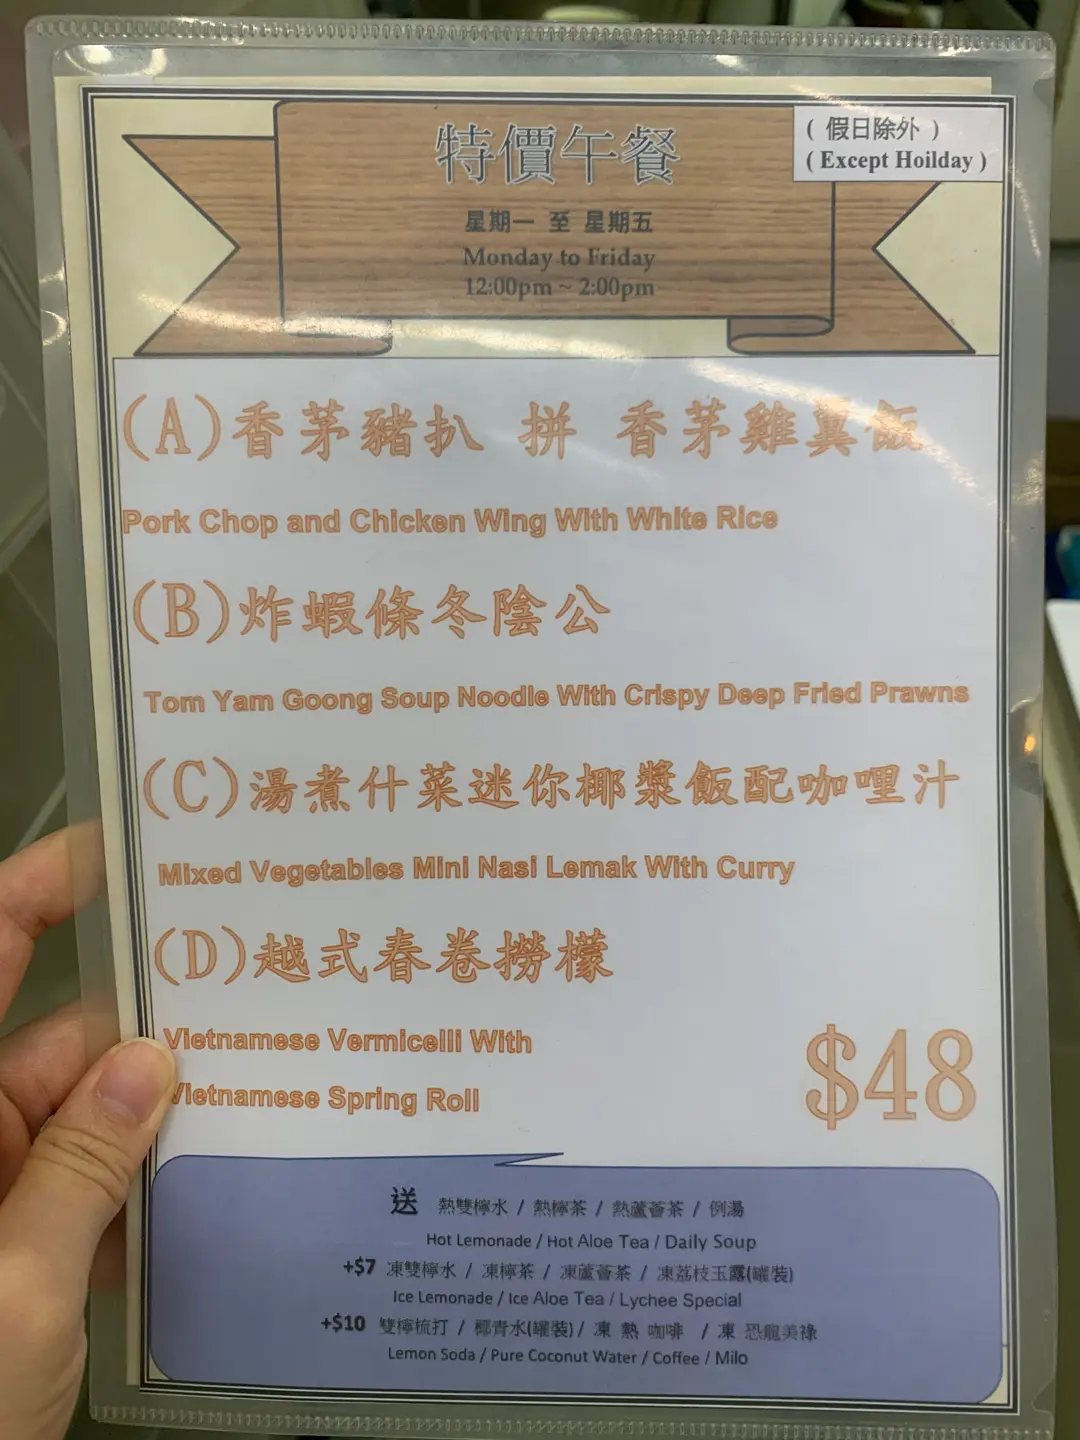 特價午餐
( 假日除外 )
( Except Hoilday )
星期一 至 星期五
Monday to Friday
12:00pm ~ 2:00pm
(A)香茅豬扒 拼 香茅雞翼飯
Pork Chop and Chicken Wing With White Rice
(B)炸蝦條冬陰公
Tom Yam Goong Soup Noodle With Crispy Deep Fried Prawns
(C)湯煮什菜迷你椰漿飯配咖哩汁
Mixed Vegetables Mini Nasi Lemak With Curry
(D)越式春卷撈檬
Vietnamese Vermicelli With
Vietnamese Spring Roll
$48
送 熱雙檸水 / 熱檸茶 / 熱蘆薈茶 / 例湯
Hot Lemonade / Hot Aloe Tea / Daily Soup
+$7 凍雙檸水 / 凍檸茶 / 凍蘆薈茶 / 凍荔枝玉露(罐裝)
Ice Lemonade / Ice Aloe Tea / Lychee Special
+$10 雙檸梳打 / 椰青水(罐裝) / 凍 熱 咖啡 / 凍 恐龍美祿
Lemon Soda / Pure Coconut Water / Coffee / Milo